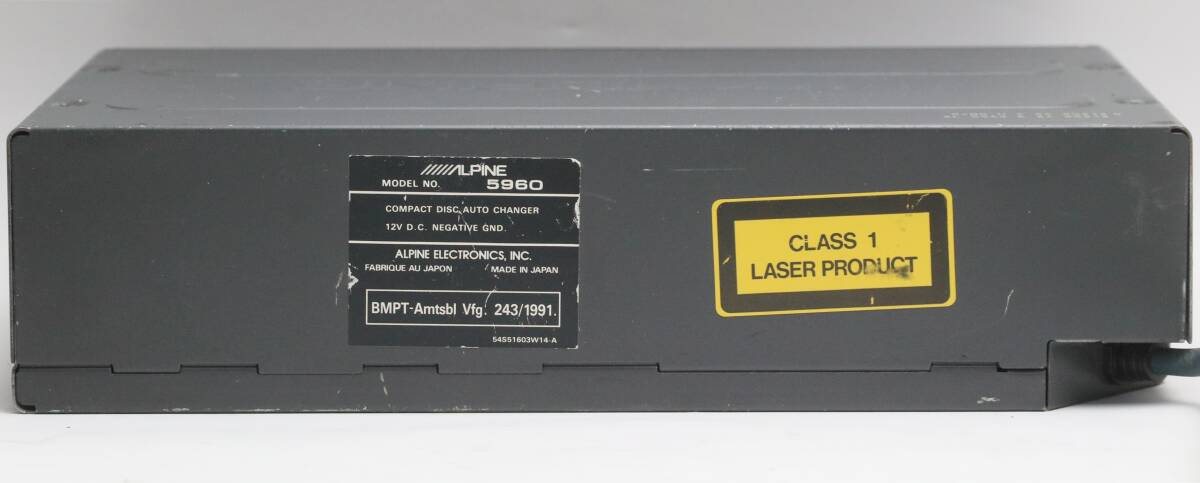 ALPINE
MODEL NO. 5960
COMPACT DISC AUTO CHANGER
12V D.C. NEGATIVE GND.
ALPINE ELECTRONICS, INC.
FABRIQUE AU JAPON MADE IN JAPAN
BMPT-Amtsbl Vfg. 243/1991.
54S51603W14-A
CLASS 1
LASER PRODUCT